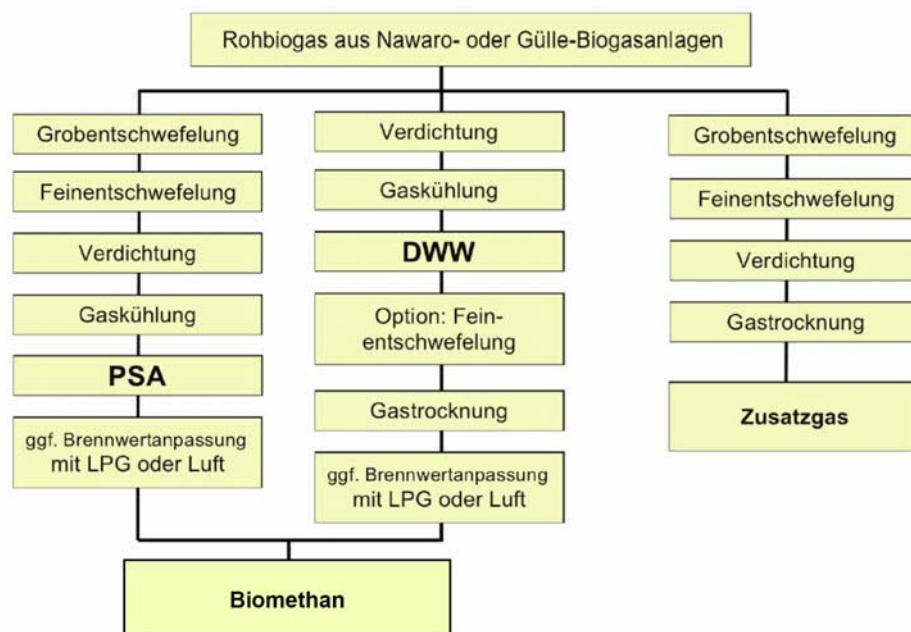 Rohbiogas aus Nawaro- oder Gülle-Biogasanlagen
Grobentschwefelung
Feinentschwefelung
Verdichtung
Gaskühlung
PSA
ggf. Brennwertanpassung
mit LPG oder Luft
Verdichtung
Gaskühlung
DWW
Option: Fein-
entschwefelung
Gastrocknung
ggf. Brennwertanpassung
mit LPG oder Luft
Biomethan
Grobentschwefelung
Feinentschwefelung
Verdichtung
Gastrocknung
Zusatzgas